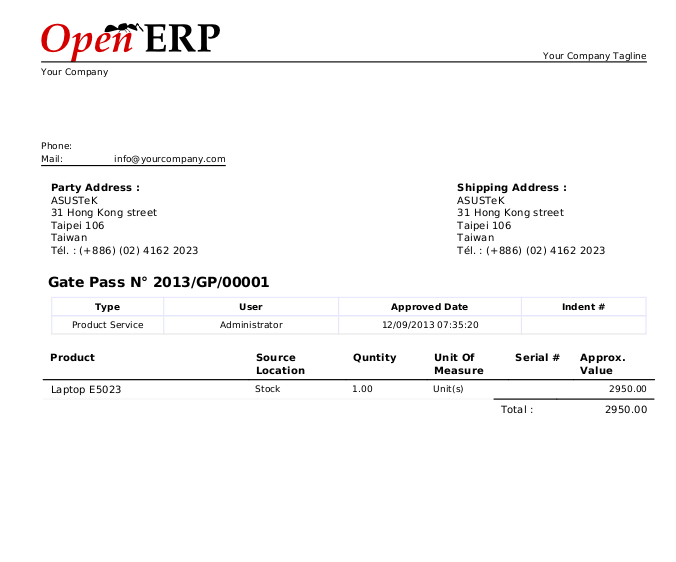 Open ERP
Your Company Tagline
Your Company
Phone:
Mail: info@yourcompany.com
Party Address :
ASUSTeK
31 Hong Kong street
Taipei 106
Taiwan
Tél. : (+886) (02) 4162 2023
Shipping Address :
ASUSTeK
31 Hong Kong street
Taipei 106
Taiwan
Tél. : (+886) (02) 4162 2023
Gate Pass N° 2013/GP/00001
Type User Approved Date Indent #
Product Service Administrator 12/09/2013 07:35:20
Product Source Location Quntity Unit Of Measure Serial # Approx. Value
Laptop E5023 Stock 1.00 Unit(s) 2950.00
Total : 2950.00